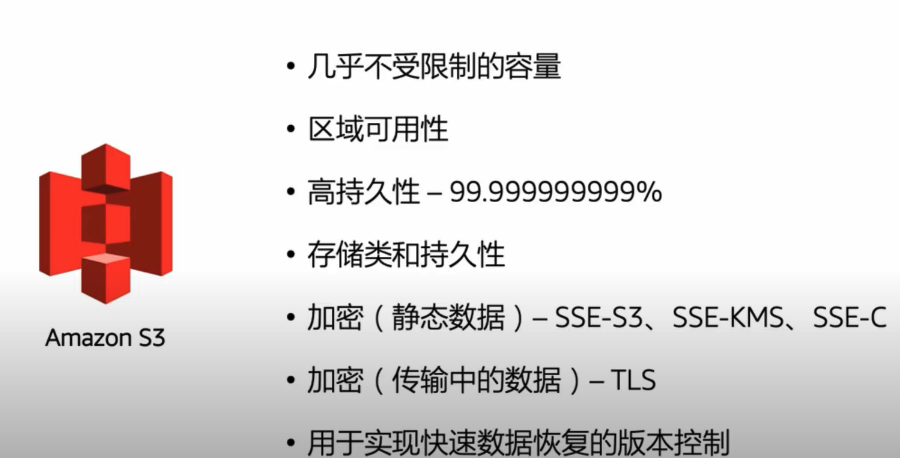 • 几乎不受限制的容量
• 区域可用性
• 高持久性 – 99.999999999%
• 存储类和持久性
• 加密（静态数据）– SSE-S3、SSE-KMS、SSE-C
Amazon S3
• 加密（传输中的数据）– TLS
• 用于实现快速数据恢复的版本控制